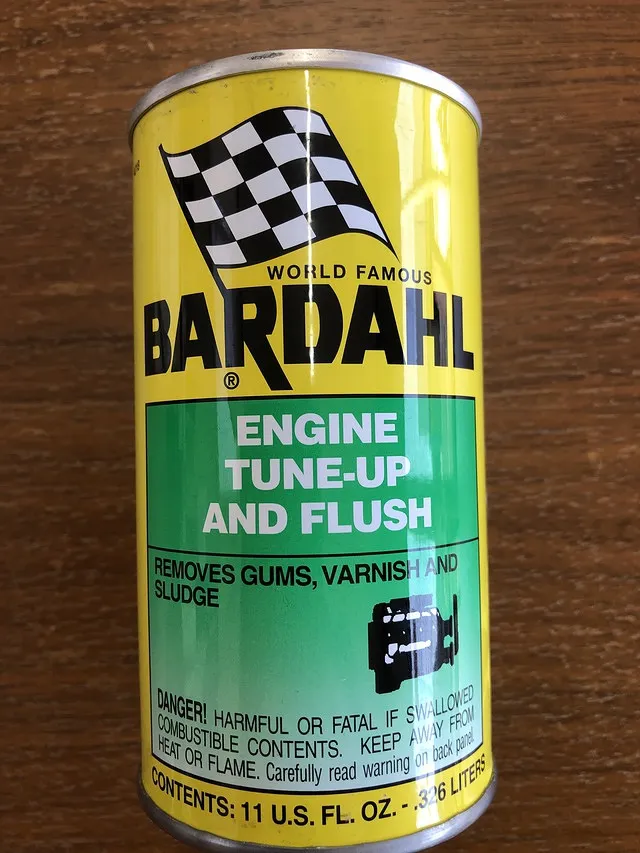 WORLD FAMOUS
BARDAHL
®
ENGINE
TUNE-UP
AND FLUSH
REMOVES GUMS, VARNISH AND
SLUDGE
DANGER! HARMFUL OR FATAL IF SWALLOWED
COMBUSTIBLE CONTENTS. KEEP AWAY FROM
HEAT OR FLAME. Carefully read warning on back panel.
CONTENTS: 11 U.S. FL. OZ. - .326 LITERS